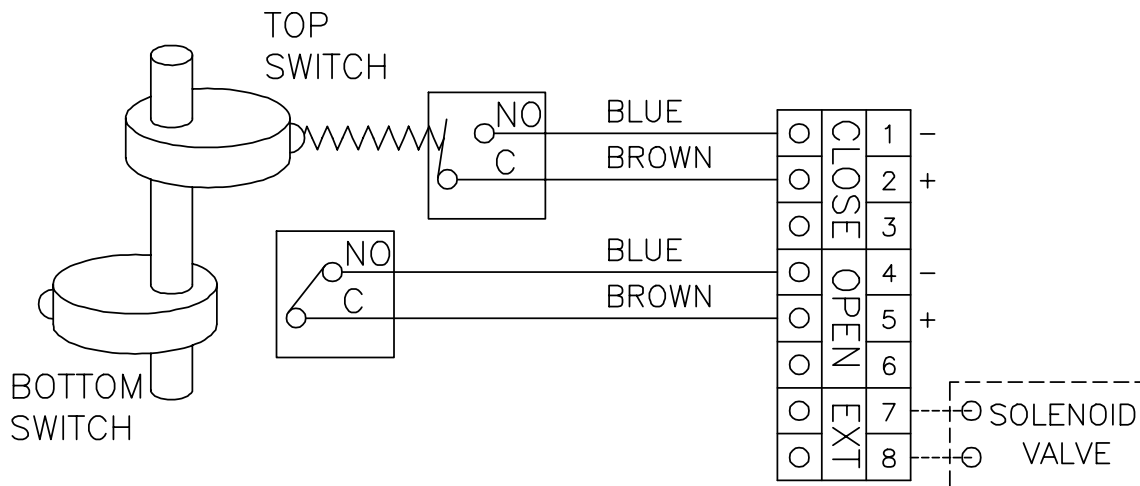 TOP
SWITCH
NO
C
BLUE
BROWN
NO
C
BLUE
BROWN
BOTTOM
SWITCH
CLOSE
OPEN
EXT
1 −
2 +
3
4 −
5 +
6
7
8
SOLENOID
VALVE